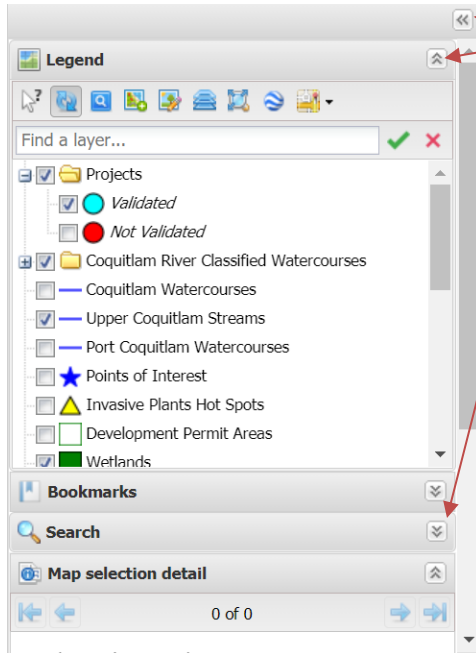 Legend
Find a layer...
Projects
Validated
Not Validated
Coquitlam River Classified Watercourses
Coquitlam Watercourses
Upper Coquitlam Streams
Port Coquitlam Watercourses
Points of Interest
Invasive Plants Hot Spots
Development Permit Areas
Wetlands
Bookmarks
Search
Map selection detail
0 of 0